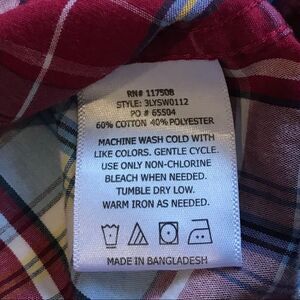 RN# 117508
STYLE: 3LYSW0112
PO # 65504
60% COTTON 40% POLYESTER
MACHINE WASH COLD WITH
LIKE COLORS. GENTLE CYCLE.
USE ONLY NON-CHLORINE
BLEACH WHEN NEEDED.
TUMBLE DRY LOW.
WARM IRON AS NEEDED.
MADE IN BANGLADESH